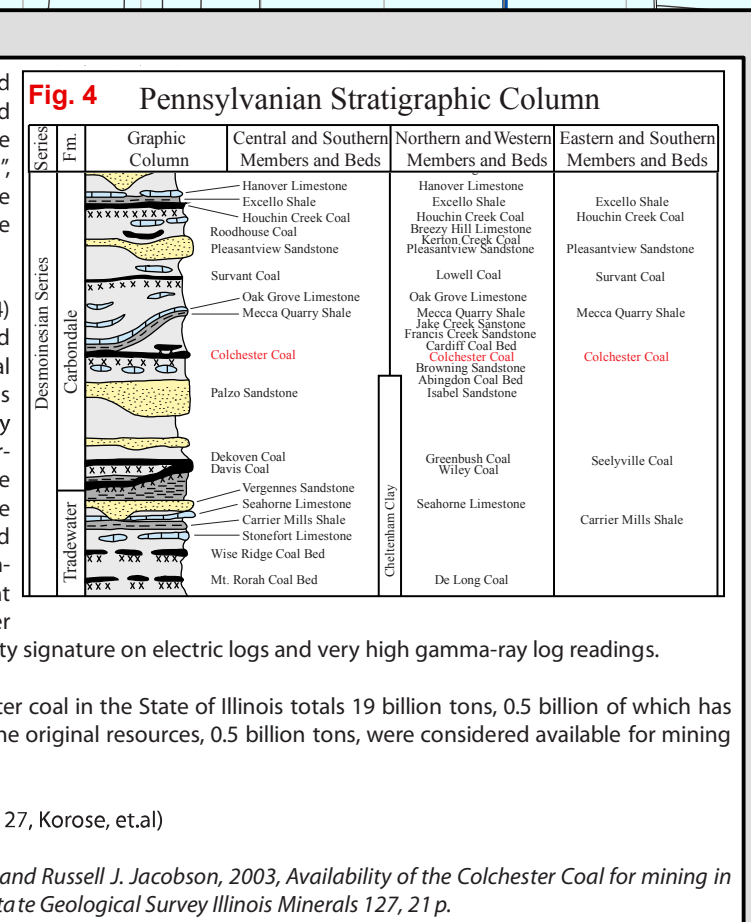 d
d
e
",
e
e
4)
d
al
s
y
r-
e
e
d
n-
nt
er
Fig. 4 Pennsylvanian Stratigraphic Column
Series
Fm.
Graphic Column
Central and Southern Members and Beds
Northern and Western Members and Beds
Eastern and Southern Members and Beds
Desmoinesian Series
Carbondale
Tradewater
Hanover Limestone
Excello Shale
Houchin Creek Coal
Roodhouse Coal
Pleasantview Sandstone
Survant Coal
Oak Grove Limestone
Mecca Quarry Shale
Colchester Coal
Palzo Sandstone
Dekoven Coal
Davis Coal
Vergennes Sandstone
Seahorne Limestone
Carrier Mills Shale
Stonefort Limestone
Wise Ridge Coal Bed
Mt. Rorah Coal Bed
Cheltenham Clay
Hanover Limestone
Excello Shale
Houchin Creek Coal
Breezy Hill Limestone
Kerton Creek Coal
Pleasantview Sandstone
Lowell Coal
Oak Grove Limestone
Mecca Quarry Shale
Jake Creek Sanstone
Francis Creek Sandstone
Cardiff Coal Bed
Colchester Coal
Browning Sandstone
Abingdon Coal Bed
Isabel Sandstone
Greenbush Coal
Wiley Coal
Seahorne Limestone
De Long Coal
Excello Shale
Houchin Creek Coal
Pleasantview Sandstone
Survant Coal
Mecca Quarry Shale
Colchester Coal
Seelyville Coal
Carrier Mills Shale
ty signature on electric logs and very high gamma-ray log readings.
ter coal in the State of Illinois totals 19 billion tons, 0.5 billion of which has
ne original resources, 0.5 billion tons, were considered available for mining
27, Korose, et.al)
and Russell J. Jacobson, 2003, Availability of the Colchester Coal for mining in
tate Geological Survey Illinois Minerals 127, 21 p.